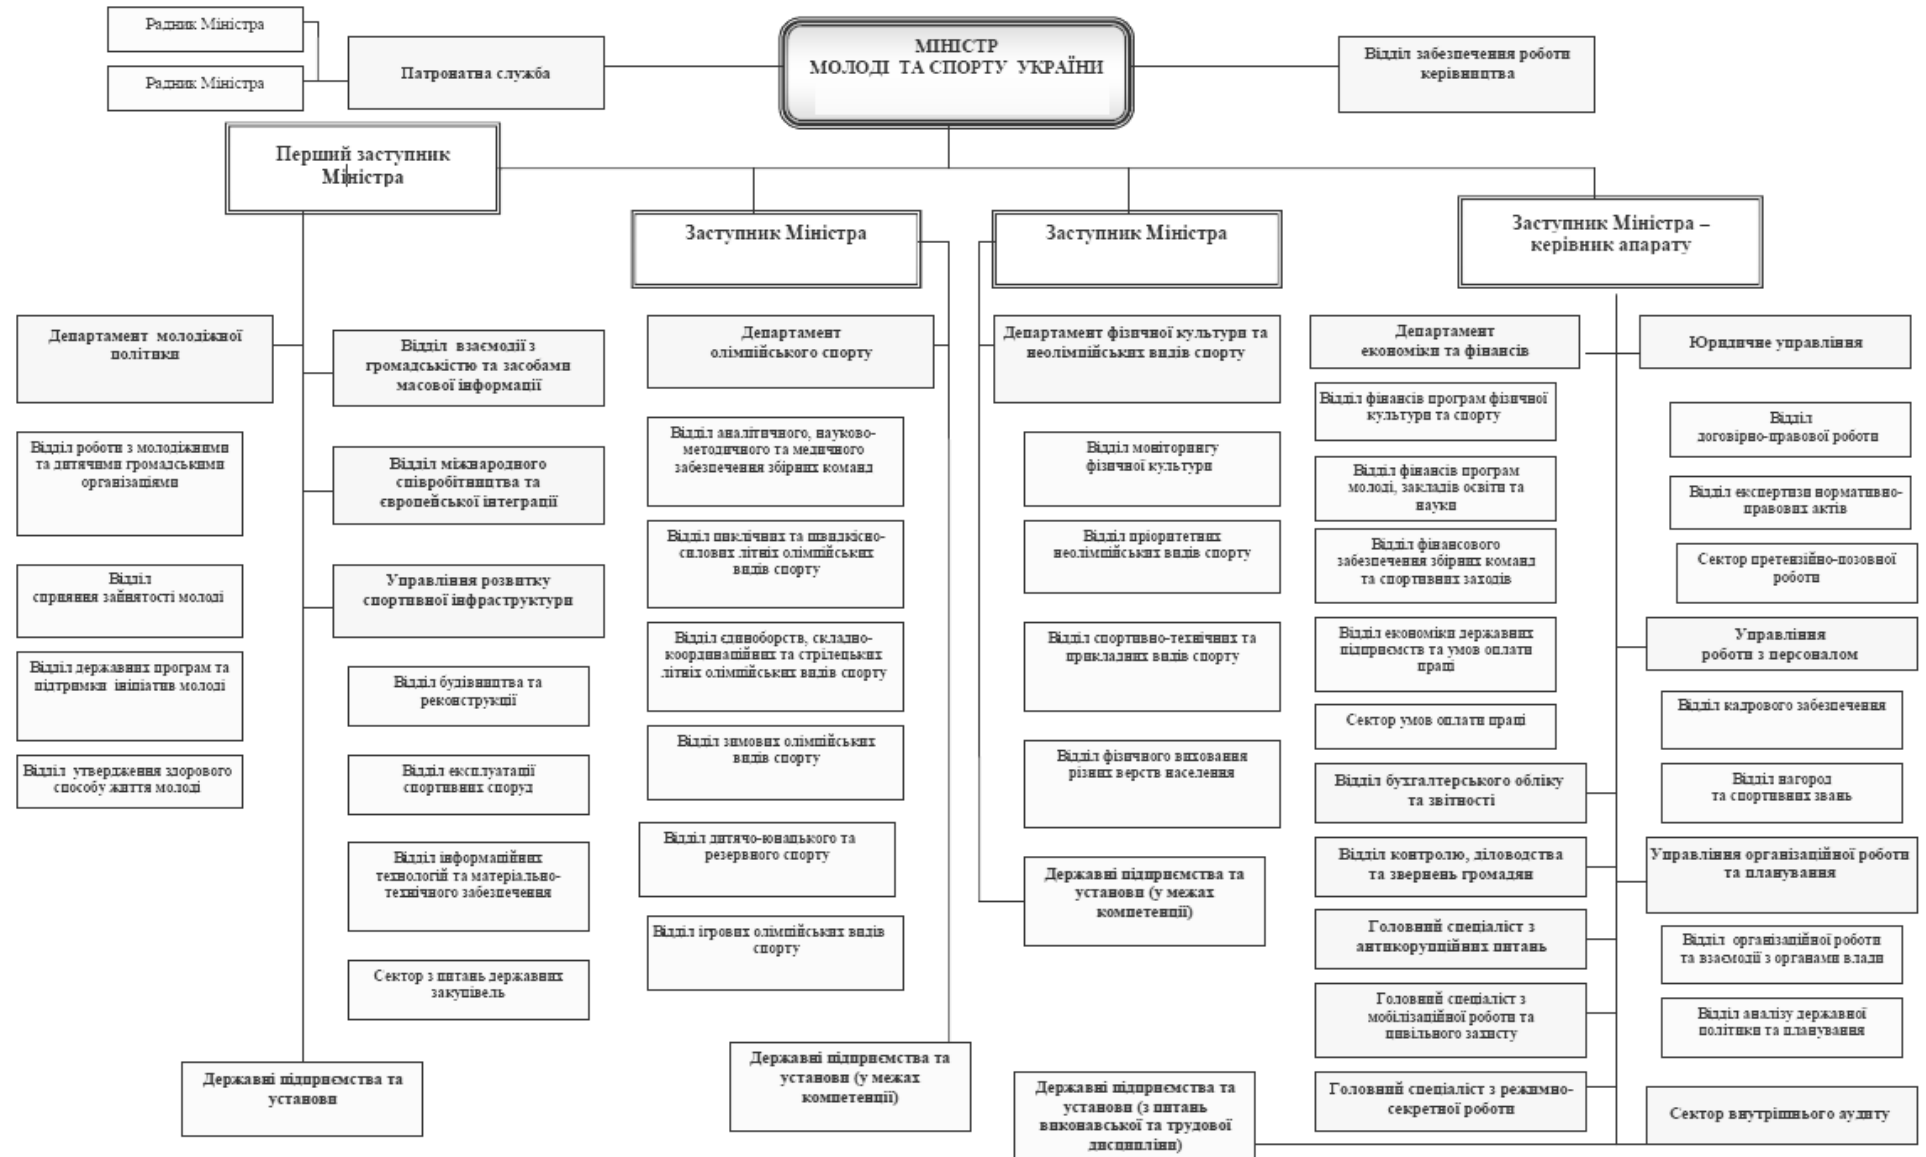 Радник Міністра
Радник Міністра
Патронатна служба
МІНІСТР
МОЛОДІ ТА СПОРТУ УКРАЇНИ
Відділ забезпечення роботи
керівництва
Перший заступник
Міністра
Заступник Міністра
Заступник Міністра
Заступник Міністра –
керівник апарату
Департамент молодіжної
політики
Відділ роботи з молодіжними
та дитячими громадськими
організаціями
Відділ
сприяння зайнятості молоді
Відділ державних програм та
підтримки ініціатив молоді
Відділ утвердження здорового
способу життя молоді
Відділ взаємодії з
громадськістю та засобами
масової інформації
Відділ міжнародного
співробітництва та
європейської інтеграції
Управління розвитку
спортивної інфраструктури
Відділ будівництва та
реконструкції
Відділ експлуатації
спортивних споруд
Відділ інформаційних
технологій та матеріально-
технічного забезпечення
Сектор з питань державних
закупівель
Державні підприємства та
установи
Департамент
олімпійського спорту
Відділ аналітичного, науково-
методичного та медичного
забезпечення збірних команд
Відділ циклічних та швидкісно-
силових літніх олімпійських
видів спорту
Відділ єдиноборств, складно-
координаційних та стрілецьких
літніх олімпійських видів спорту
Відділ зимових олімпійських
видів спорту
Відділ дитячо-юнацького та
резервного спорту
Відділ ігрових олімпійських видів
спорту
Державні підприємства та
установи (у межах
компетенції)
Департамент фізичної культури та
неолімпійських видів спорту
Відділ моніторингу
фізичної культури
Відділ пріоритетних
неолімпійських видів спорту
Відділ спортивно-технічних та
прикладних видів спорту
Відділ фізичного виховання
різних верств населення
Державні підприємства та
установи (у межах
компетенції)
Департамент
економіки та фінансів
Відділ фінансів програм фізичної
культури та спорту
Відділ фінансів програм
молоді, закладів освіти та
науки
Відділ фінансового
забезпечення збірних команд
та спортивних заходів
Відділ економіки державних
підприємств та умов оплати
праці
Сектор умов оплати праці
Відділ бухгалтерського обліку
та звітності
Відділ контролю, діловодства
та звернень громадян
Головний спеціаліст з
антикорупційних питань
Головний спеціаліст з
мобілізаційної роботи та
цивільного захисту
Головний спеціаліст з режимно-
секретної роботи
Державні підприємства та
установи (з питань
виконавської та трудової
дисципліни)
Юридичне управління
Відділ
договірно-правової роботи
Відділ експертизи нормативно-
правових актів
Сектор претензійно-позовної
роботи
Управління
роботи з персоналом
Відділ кадрового забезпечення
Відділ нагород
та спортивних звань
Управління організаційної роботи
та планування
Відділ організаційної роботи
та взаємодії з органами влади
Відділ аналізу державної
політики та планування
Сектор внутрішнього аудиту